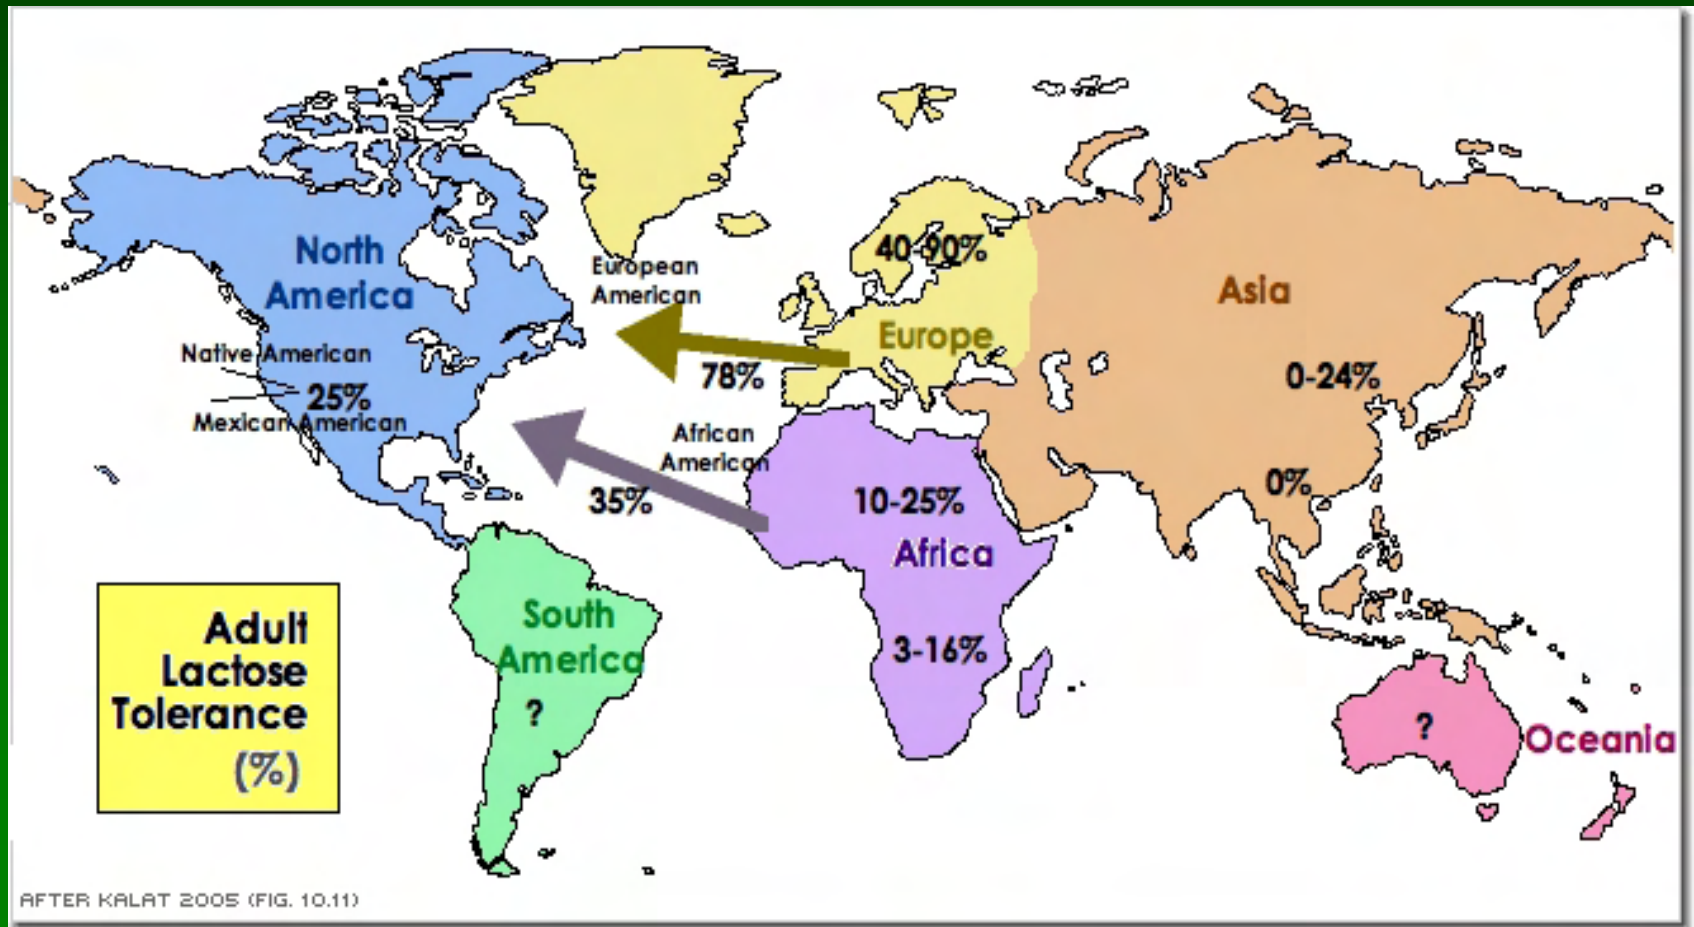 North
America
European
American
40-90%
Asia
Europe
Native American
78%
0-24%
25%
Mexican American
African
American
35%
10-25%
0%
Africa
South
America
3-16%
?
?
Oceania
Adult
Lactose
Tolerance
(%)
AFTER KALAT 2005 (FIG. 10.11)